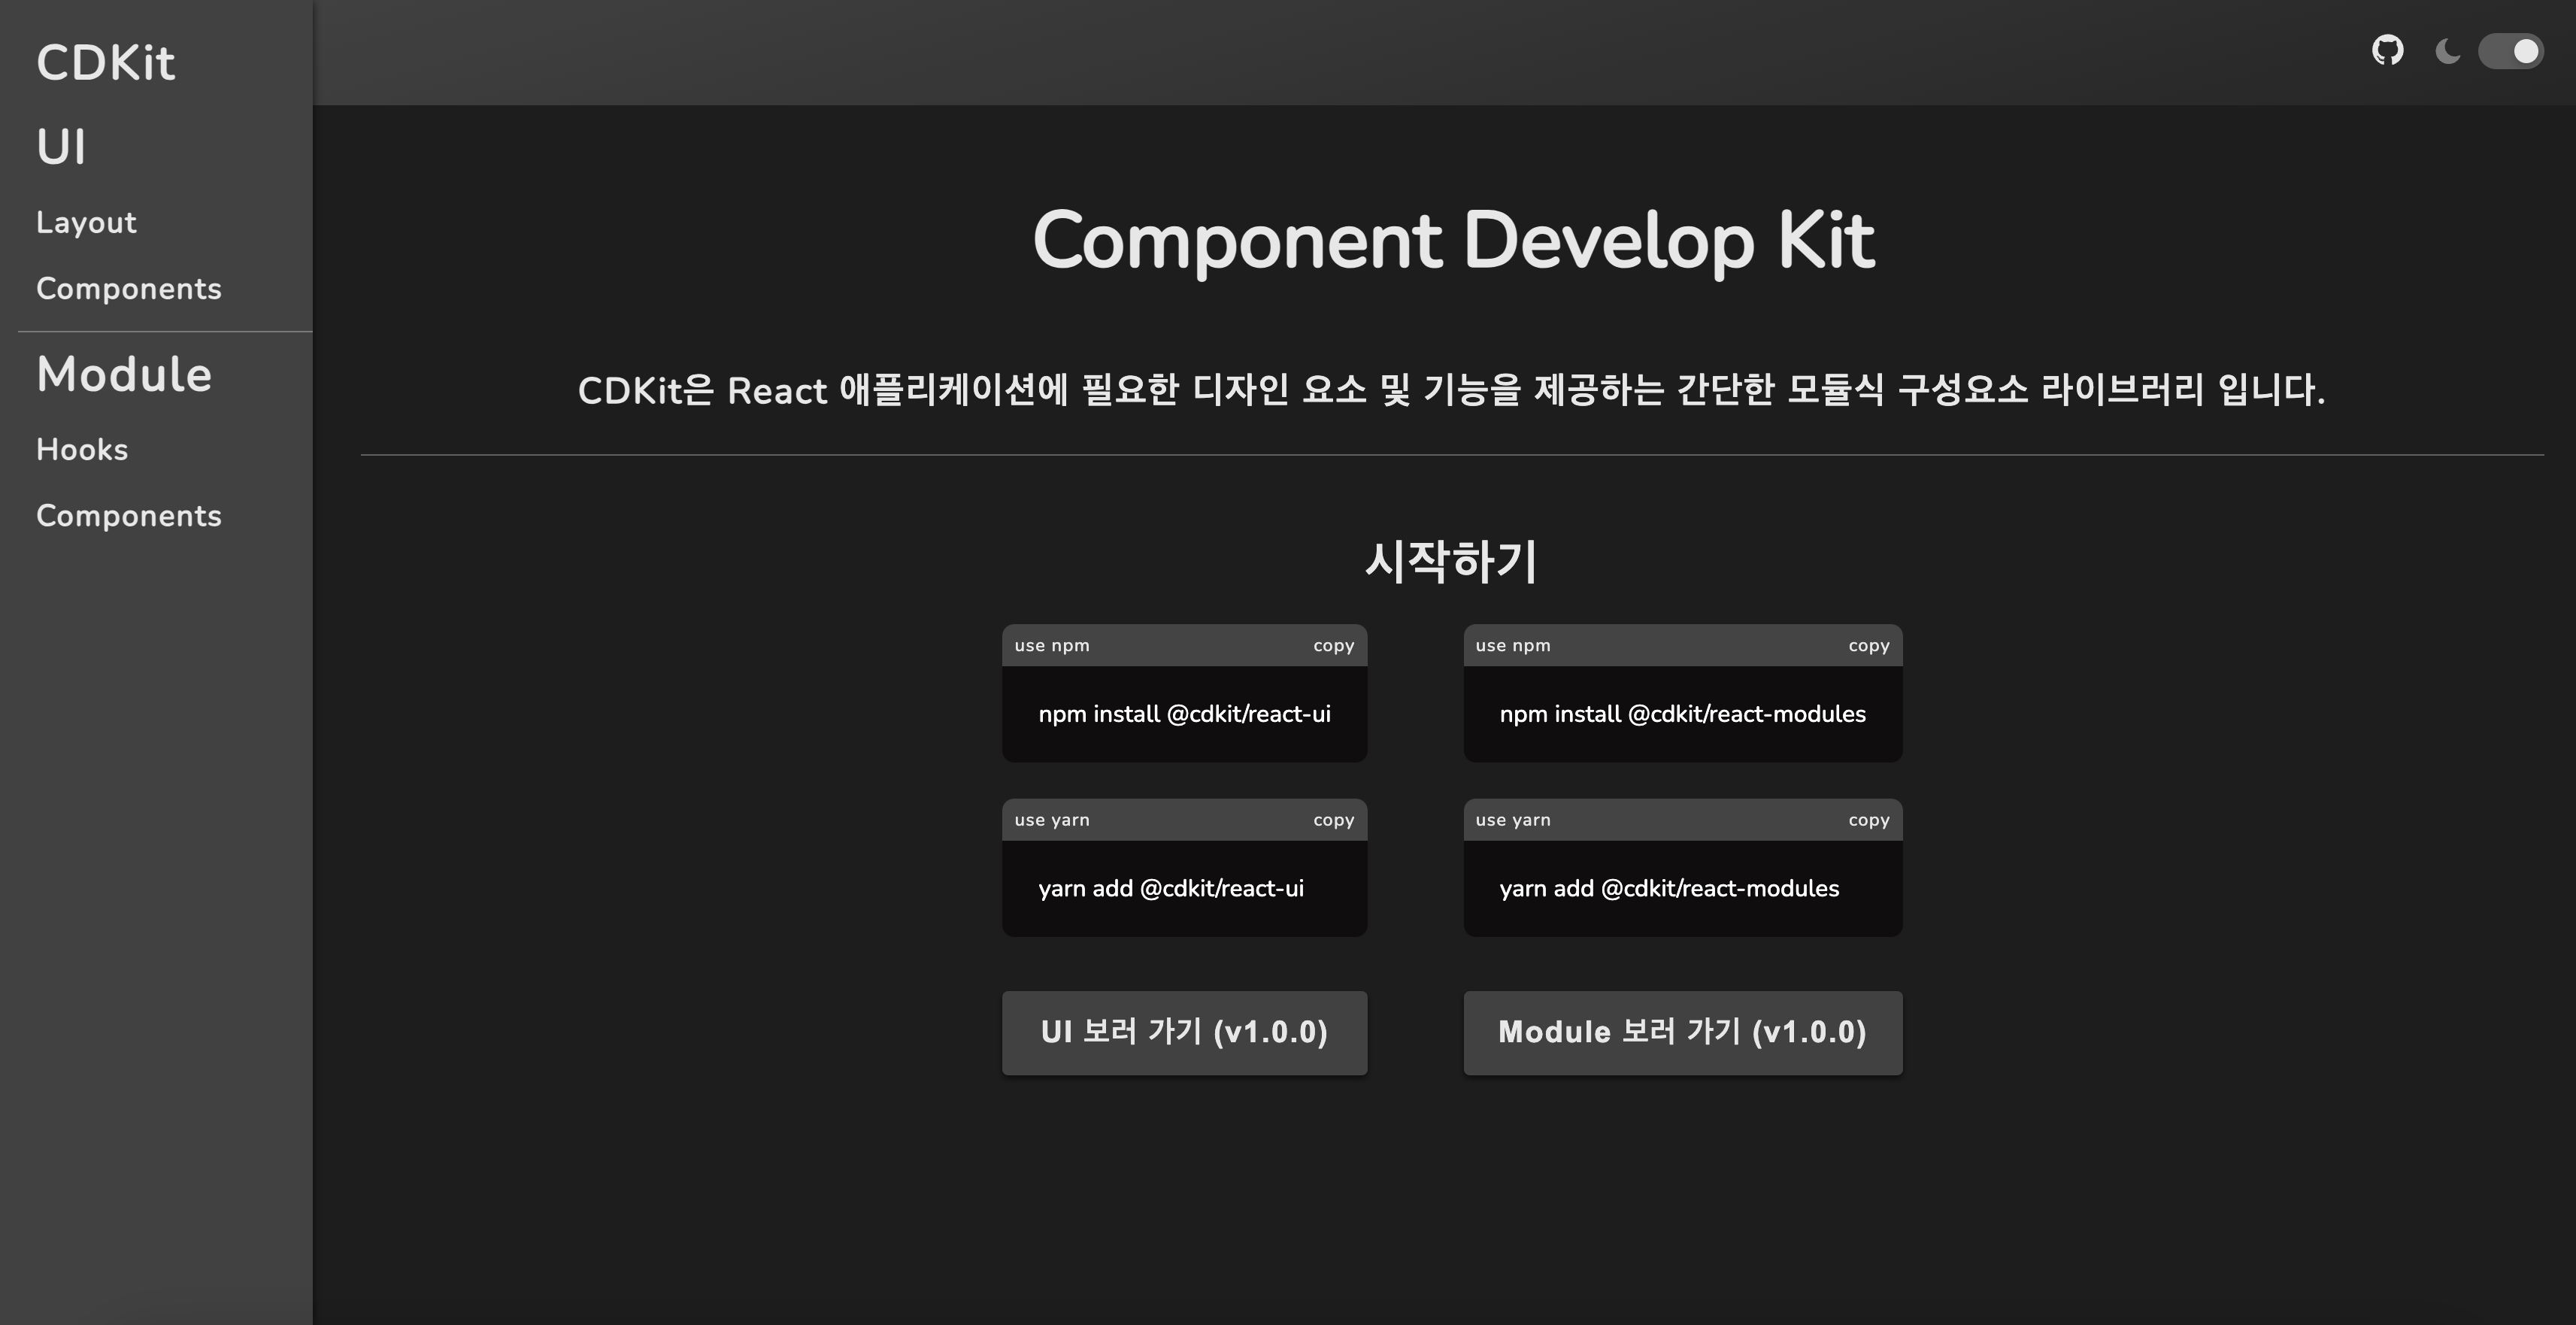 CDKit
UI
Layout
Components
Module
Hooks
Components
Component Develop Kit
CDKit은 React 애플리케이션에 필요한 디자인 요소 및 기능을 제공하는 간단한 모듈식 구성요소 라이브러리 입니다.
시작하기
use npm copy
npm install @cdkit/react-ui
use npm copy
npm install @cdkit/react-modules
use yarn copy
yarn add @cdkit/react-ui
use yarn copy
yarn add @cdkit/react-modules
UI 보러 가기 (v1.0.0)
Module 보러 가기 (v1.0.0)